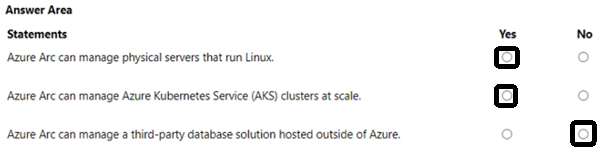 Answer Area
Statements Yes No
Azure Arc can manage physical servers that run Linux.
Azure Arc can manage Azure Kubernetes Service (AKS) clusters at scale.
Azure Arc can manage a third-party database solution hosted outside of Azure.